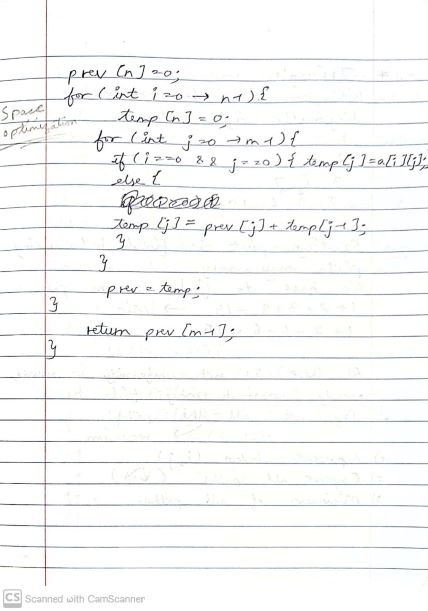 prev [n] = 0;
for ( int i=0 → n-1) {
Space
optimization
temp [n] = 0;
for ( int j=0 → m-1) {
if (i==0 && j==0) { temp[j]=a[i][j];
else {
temp [j] = prev [j] + temp[j-1];
}
}
prev = temp;
}
return prev [m-1];
}
CS Scanned with CamScanner